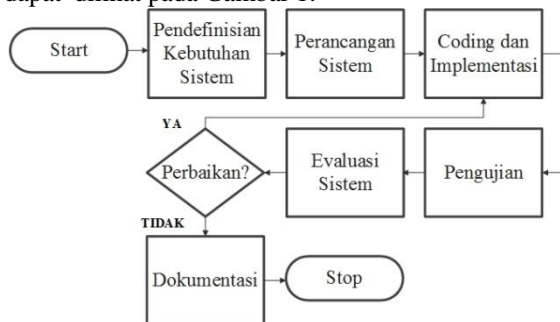 dapat dilihat pada Gambar 1.
Start
Pendefinisian
Kebutuhan
Sistem
Perancangan
Sistem
Coding dan
Implementasi
YA
Perbaikan?
Evaluasi
Sistem
Pengujian
TIDAK
Dokumentasi
Stop